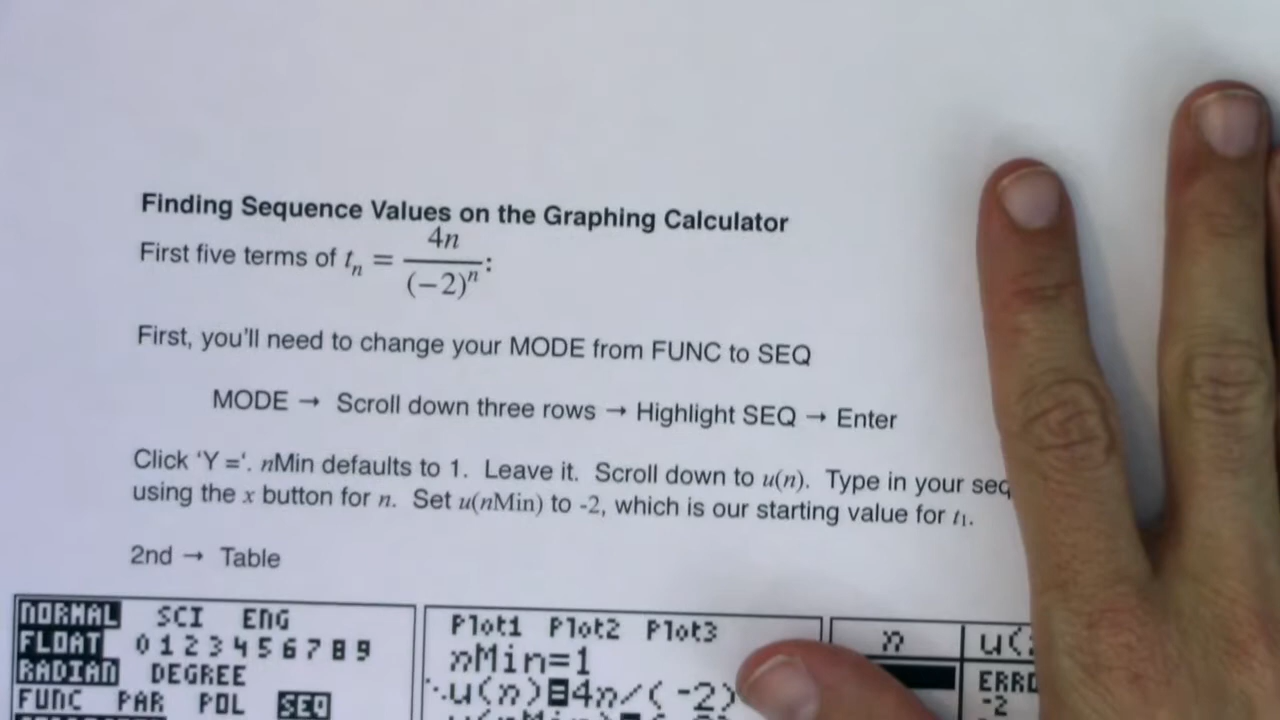 Finding Sequence Values on the Graphing Calculator
First five terms of tₙ = 4n / (−2)ⁿ :
First, you'll need to change your MODE from FUNC to SEQ
MODE → Scroll down three rows → Highlight SEQ → Enter
Click 'Y ='. nMin defaults to 1. Leave it. Scroll down to u(n). Type in your seq
using the x button for n. Set u(nMin) to -2, which is our starting value for t₁.
2nd → Table
NORMAL SCI ENG
FLOAT 0 1 2 3 4 5 6 7 8 9
RADIAN DEGREE
FUNC PAR POL SEQ
Plot1 Plot2 Plot3
nMin=1
u(n)=4n/(-2)
n u(
ERRO
-2